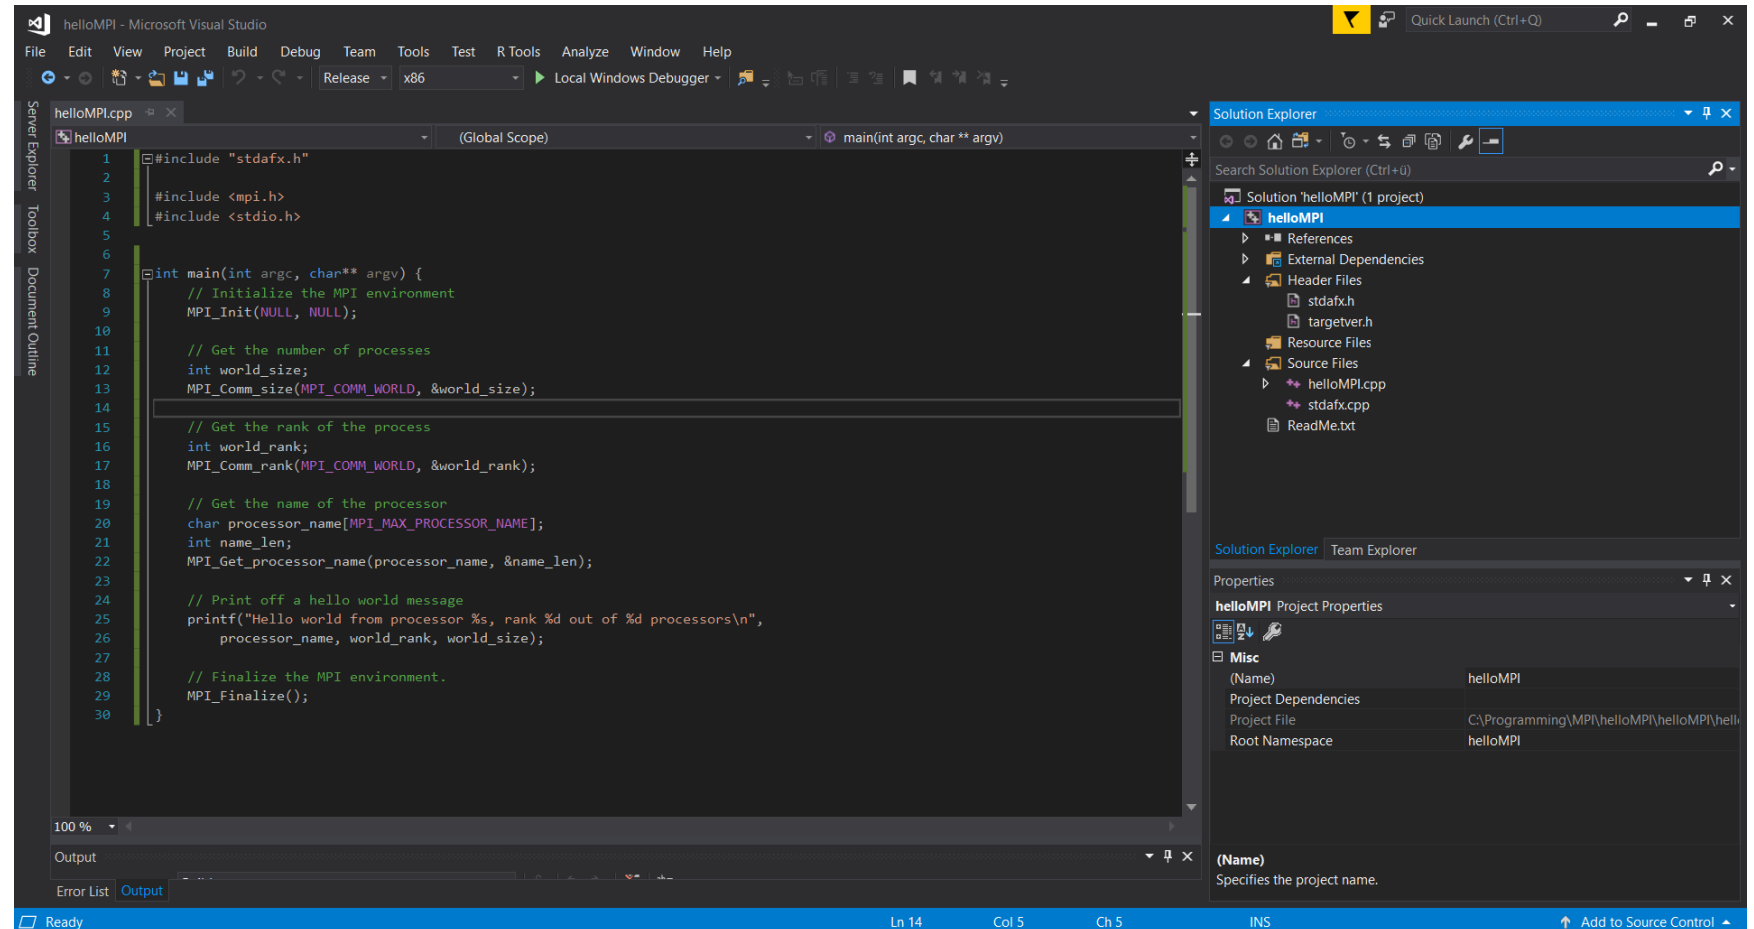 helloMPI - Microsoft Visual Studio
Quick Launch (Ctrl+Q)
File Edit View Project Build Debug Team Tools Test R Tools Analyze Window Help
Release x86 Local Windows Debugger
Server Explorer
Toolbox
Document Outline
helloMPI.cpp
helloMPI (Global Scope) main(int argc, char ** argv)
1 #include "stdafx.h"
2
3 #include <mpi.h>
4 #include <stdio.h>
5
6
7 int main(int argc, char** argv) {
8 // Initialize the MPI environment
9 MPI_Init(NULL, NULL);
10
11 // Get the number of processes
12 int world_size;
13 MPI_Comm_size(MPI_COMM_WORLD, &world_size);
14
15 // Get the rank of the process
16 int world_rank;
17 MPI_Comm_rank(MPI_COMM_WORLD, &world_rank);
18
19 // Get the name of the processor
20 char processor_name[MPI_MAX_PROCESSOR_NAME];
21 int name_len;
22 MPI_Get_processor_name(processor_name, &name_len);
23
24 // Print off a hello world message
25 printf("Hello world from processor %s, rank %d out of %d processors\n",
26 processor_name, world_rank, world_size);
27
28 // Finalize the MPI environment.
29 MPI_Finalize();
30 }
100 %
Output
Error List Output
Solution Explorer
Search Solution Explorer (Ctrl+ü)
Solution 'helloMPI' (1 project)
helloMPI
References
External Dependencies
Header Files
stdafx.h
targetver.h
Resource Files
Source Files
helloMPI.cpp
stdafx.cpp
ReadMe.txt
Solution Explorer Team Explorer
Properties
helloMPI Project Properties
Misc
(Name) helloMPI
Project Dependencies
Project File C:\Programming\MPI\helloMPI\helloMPI\hell
Root Namespace helloMPI
(Name)
Specifies the project name.
Ready Ln 14 Col 5 Ch 5 INS Add to Source Control